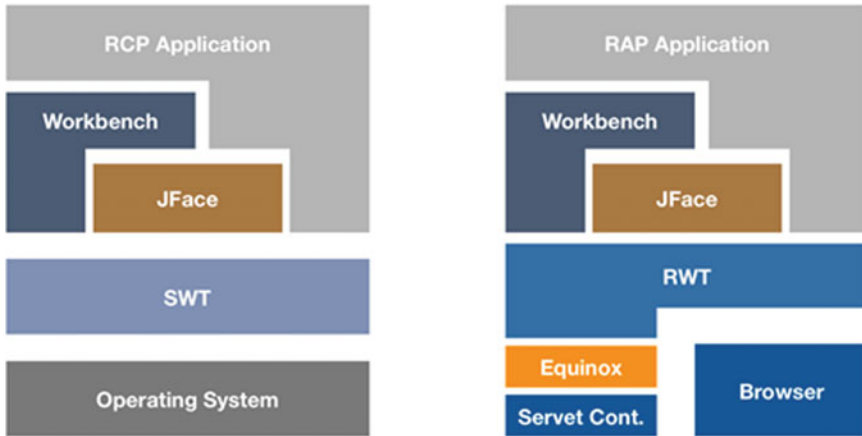 RCP Application
Workbench
JFace
SWT
Operating System
RAP Application
Workbench
JFace
RWT
Equinox
Servet Cont.
Browser